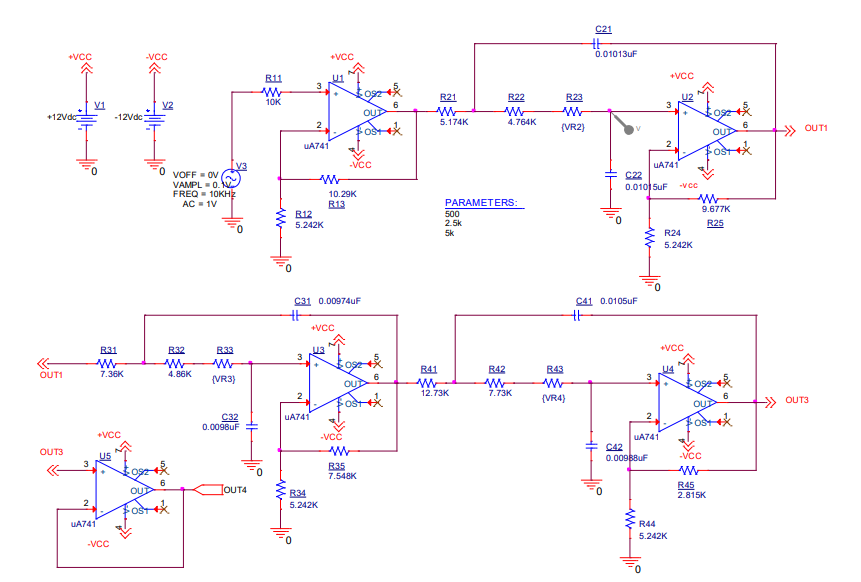 C21
0.01013uF
+VCC
-VCC
+VCC
V1
+12Vdc
V2
-12Vdc
0
0
R11
10K
U1
3
+
7
V+
OS2
5
OUT
6
2
-
4
V-
OS1
1
uA741
-VCC
R21
5.174K
R22
4.764K
R23
{VR2}
V
+VCC
U2
3
+
7
V+
OS2
5
OUT
6
2
-
4
V-
OS1
1
uA741
-VCC
OUT1
V3
VOFF = 0V
VAMPL = 0.1V
FREQ = 10KHz
AC = 1V
0
10.29K
R13
R12
5.242K
0
C22
0.01015uF
0
PARAMETERS:
500
2.5k
5k
9.677K
R25
R24
5.242K
0
C31 0.00974uF
C41 0.0105uF
OUT1
R31
7.36K
R32
4.86K
R33
{VR3}
+VCC
U3
3
+
7
V+
OS2
5
OUT
6
2
-
4
V-
OS1
1
uA741
-VCC
C32
0.0098uF
0
R35
7.548K
R34
5.242K
0
R41
12.73K
R42
7.73K
R43
{VR4}
+VCC
U4
3
+
7
V+
OS2
5
OUT
6
2
-
4
V-
OS1
1
uA741
-VCC
OUT3
C42
0.00988uF
0
R45
2.815K
R44
5.242K
0
OUT3
+VCC
U5
3
+
7
V+
OS2
5
OUT
6
2
-
4
V-
OS1
1
uA741
-VCC
OUT4